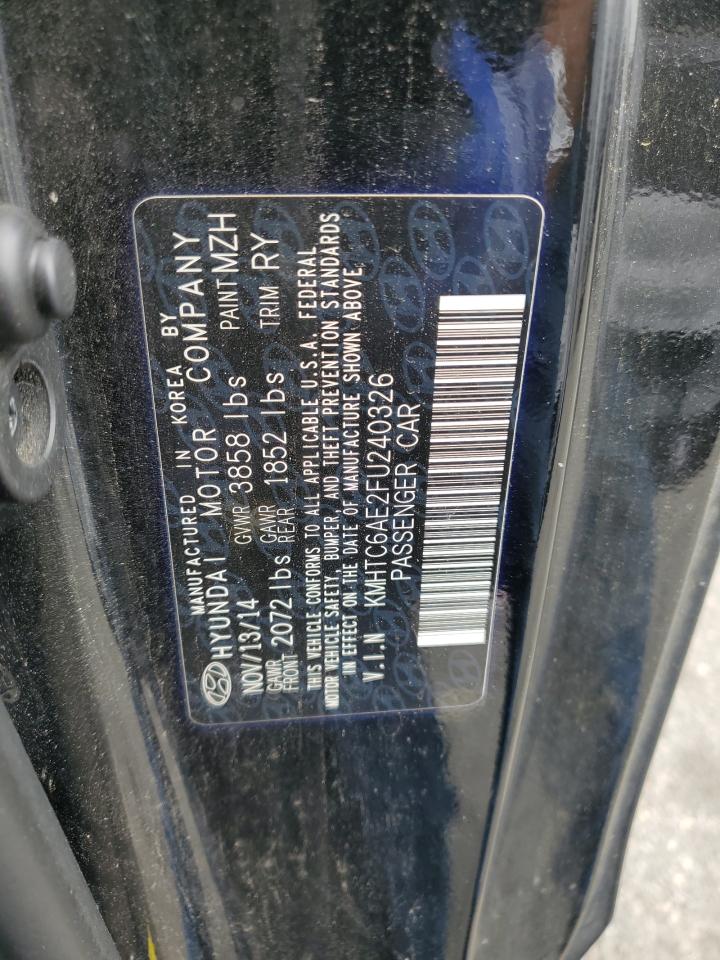 MANUFACTURED IN KOREA BY
HYUNDAI MOTOR COMPANY
NOV/13/14 GVWR 3858 lbs PAINT MZH
GAWR FRONT 2072 lbs GAWR REAR 1852 lbs TRIM RY
THIS VEHICLE CONFORMS TO ALL APPLICABLE U.S.A. FEDERAL
MOTOR VEHICLE SAFETY, BUMPER, AND THEFT PREVENTION STANDARDS
IN EFFECT ON THE DATE OF MANUFACTURE SHOWN ABOVE.
V.I.N KMHTC6AE2FU240326
PASSENGER CAR